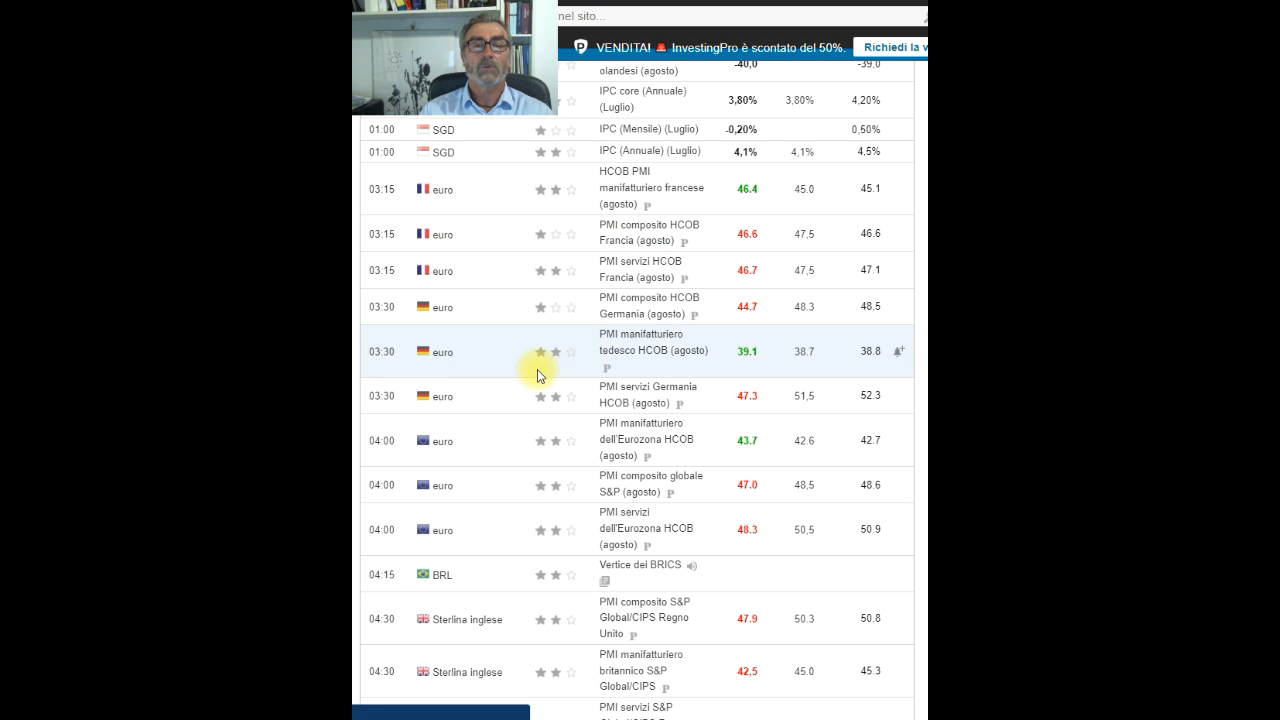 nel sito...
VENDITA! 🚨 InvestingPro è scontato del 50%. Richiedi la v
olandesi (agosto) -40,0 -39,0
IPC core (Annuale)
(Luglio) 3,80% 3,80% 4,20%
01:00 SGD IPC (Mensile) (Luglio) -0,20% 0,50%
01:00 SGD IPC (Annuale) (Luglio) 4,1% 4.1% 4.5%
HCOB PMI
03:15 euro manifatturiero francese 46.4 45.0 45.1
(agosto) P
03:15 euro PMI composito HCOB 46.6 47,5 46.6
Francia (agosto) P
03:15 euro PMI servizi HCOB 46.7 47,5 47.1
Francia (agosto) P
03:30 euro PMI composito HCOB 44.7 48.3 48,5
Germania (agosto) P
PMI manifatturiero
03:30 euro tedesco HCOB (agosto) 39.1 38.7 38.8
P
03:30 euro PMI servizi Germania 47.3 51,5 52.3
HCOB (agosto) P
PMI manifatturiero
04:00 euro dell'Eurozona HCOB 43.7 42.6 42.7
(agosto) P
04:00 euro PMI composito globale 47.0 48,5 48.6
S&P (agosto) P
PMI servizi
04:00 euro dell'Eurozona HCOB 48.3 50,5 50.9
(agosto) P
04:15 BRL Vertice dei BRICS
PMI composito S&P
04:30 Sterlina inglese Global/CIPS Regno 47.9 50.3 50,8
Unito P
PMI manifatturiero
04:30 Sterlina inglese britannico S&P 42,5 45.0 45.3
Global/CIPS P
PMI servizi S&P